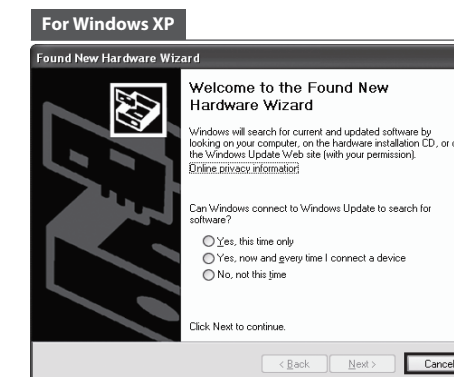 For Windows XP
Found New Hardware Wizard
Welcome to the Found New
Hardware Wizard
Windows will search for current and updated software by
looking on your computer, on the hardware installation CD, or
the Windows Update Web site (with your permission).
Online privacy information
Can Windows connect to Windows Update to search for
software?
Yes, this time only
Yes, now and every time I connect a device
No, not this time
Click Next to continue.
< Back
Next >
Cancel